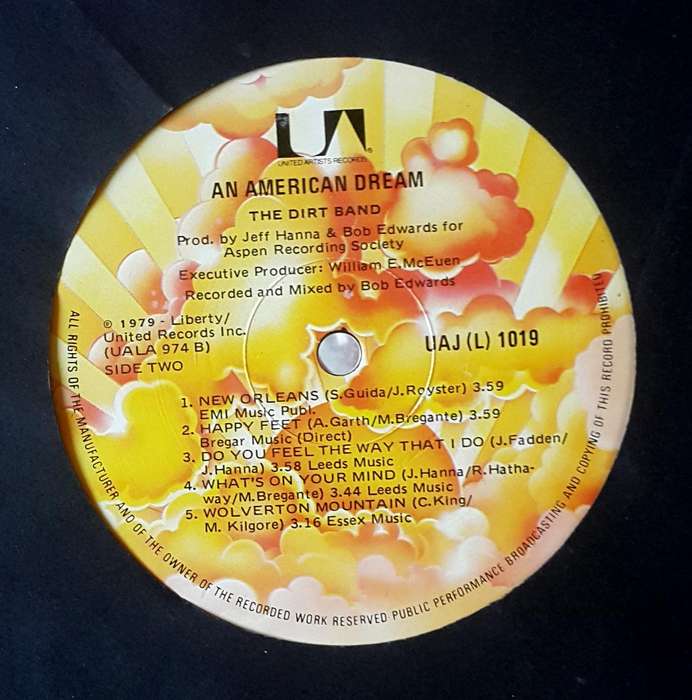 UA
UNITED ARTISTS RECORDS
AN AMERICAN DREAM
THE DIRT BAND
Prod. by Jeff Hanna & Bob Edwards for
Aspen Recording Society
Executive Producer: William E.McEuen
Recorded and Mixed by Bob Edwards
℗ 1979 - Liberty/
United Records Inc.
(UALA 974 B)
SIDE TWO
UAJ (L) 1019
1. NEW ORLEANS (S.Guida/J.Royster) 3.59
EMI Music Publ.
2. HAPPY FEET (A.Garth/M.Bregante) 3.59
Bregar Music (Direct)
3. DO YOU FEEL THE WAY THAT I DO (J.Fadden/
J.Hanna) 3.58 Leeds Music
4. WHAT'S ON YOUR MIND (J.Hanna/R.Hatha-
way/M.Bregante) 3.44 Leeds Music
5. WOLVERTON MOUNTAIN (C.King/
M. Kilgore) 3.16 Essex Music
ALL RIGHTS OF THE MANUFACTURER AND OF THE OWNER OF THE RECORDED WORK RESERVED PUBLIC PERFORMANCE BROADCASTING AND COPYING OF THIS RECORD PROHIBITED